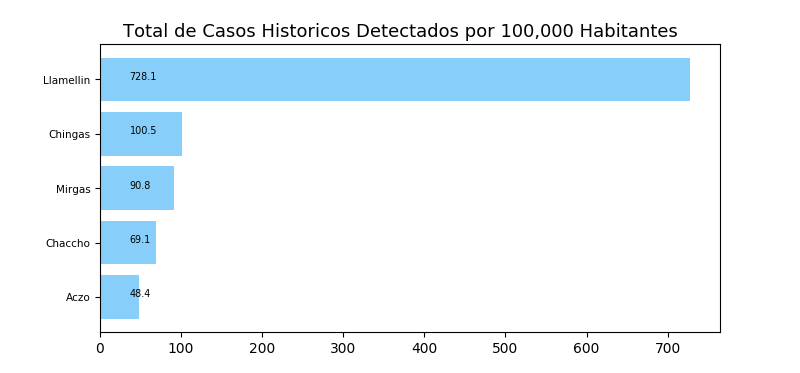 Total de Casos Historicos Detectados por 100,000 Habitantes
Llamellin 728.1
Chingas 100.5
Mirgas 90.8
Chaccho 69.1
Aczo 48.4
0 100 200 300 400 500 600 700